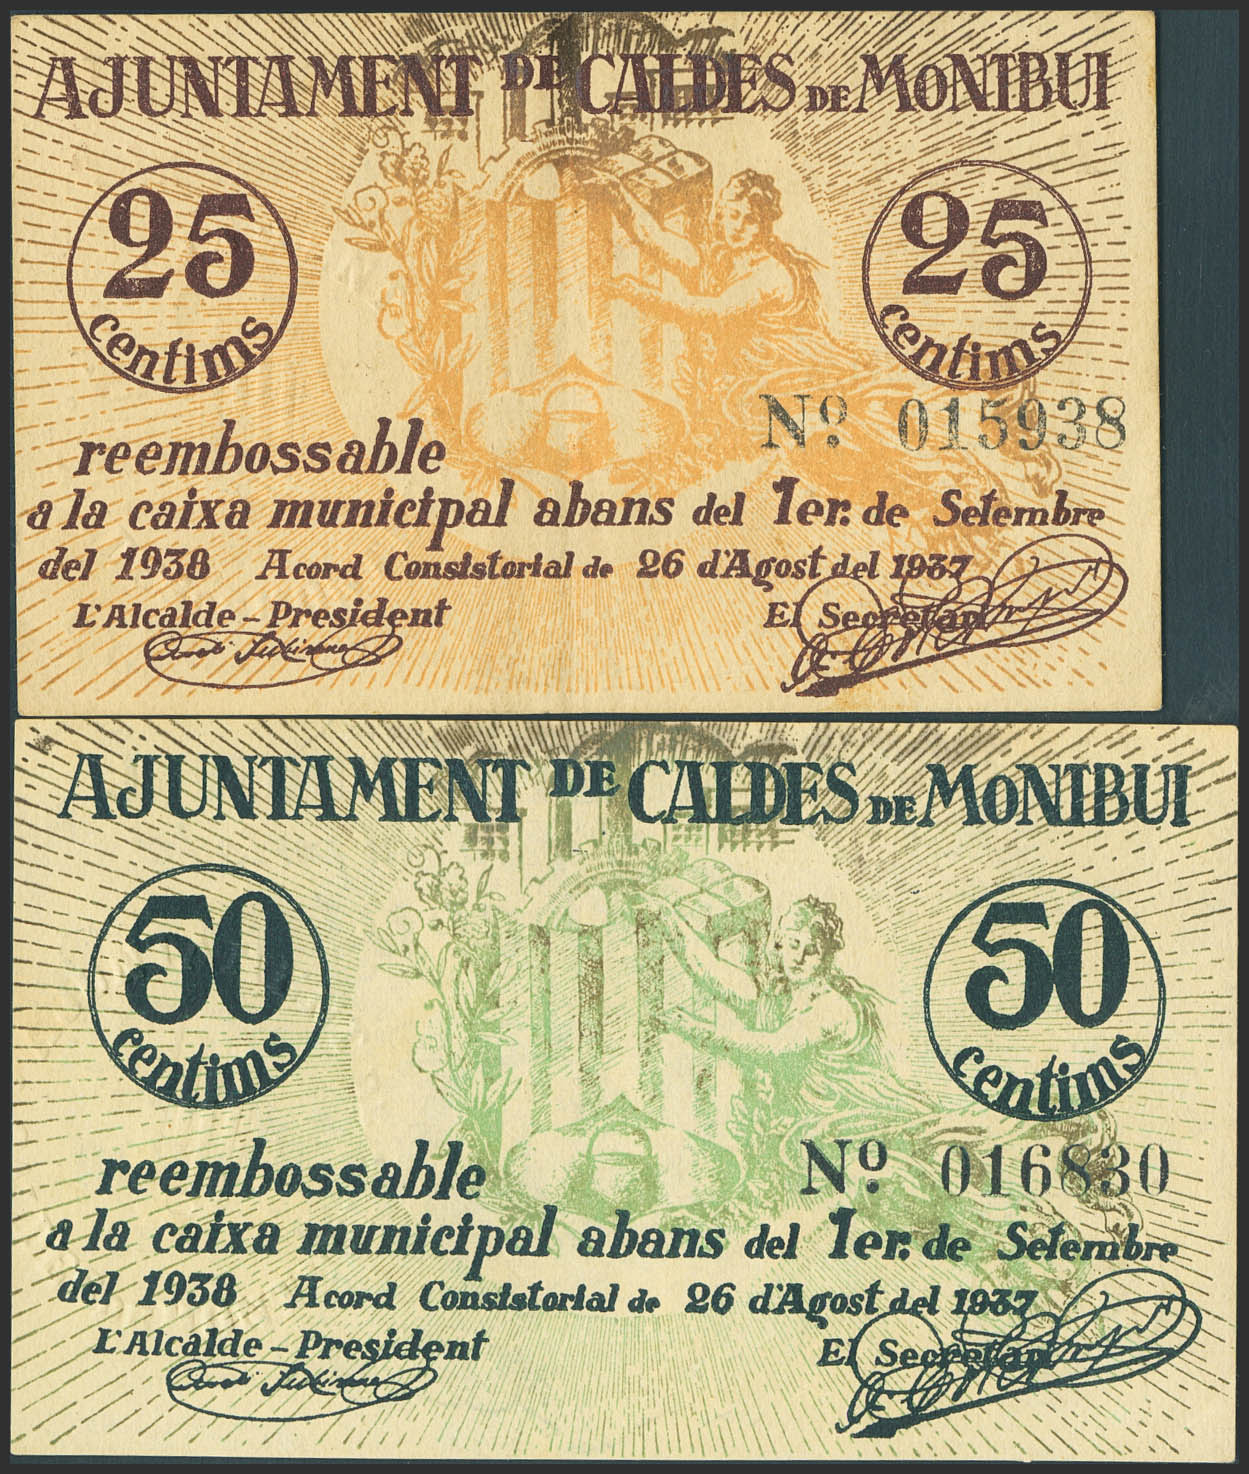 AJUNTAMENT DE CALDES DE MONTBUI
25 centims
25 centims
Nº. 015938
reembossable
a la caixa municipal abans del 1er. de Setembre
del 1938 Acord Consistorial de 26 d'Agost del 1937
L'Alcalde - President El Secretari
AJUNTAMENT DE CALDES DE MONTBUI
50 centims
50 centims
Nº. 016830
reembossable
a la caixa municipal abans del 1er. de Setembre
del 1938 Acord Consistorial de 26 d'Agost del 1937
L'Alcalde - President El Secretari